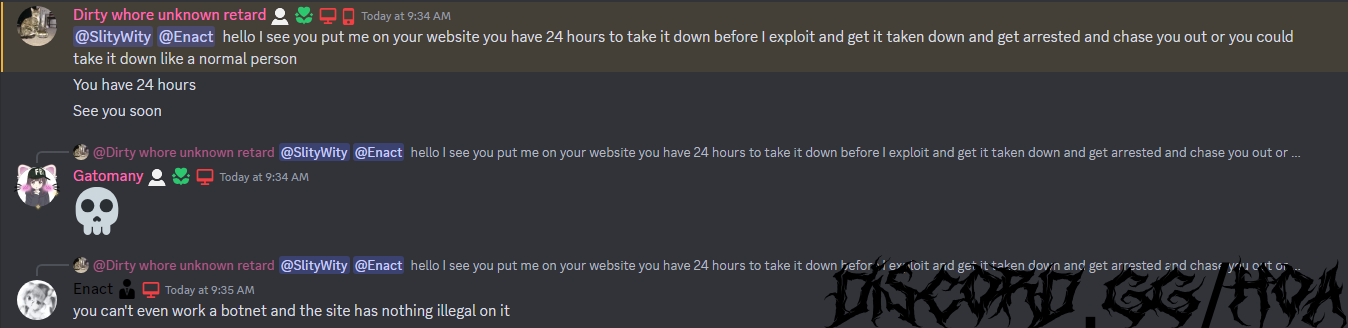 Dirty whore unknown retard Today at 9:34 AM
@SlityWity @Enact hello I see you put me on your website you have 24 hours to take it down before I exploit and get it taken down and get arrested and chase you out or you could
take it down like a normal person
You have 24 hours
See you soon
@Dirty whore unknown retard @SlityWity @Enact hello I see you put me on your website you have 24 hours to take it down before I exploit and get it taken down and get arrested and chase you out or ...
Gatomany Today at 9:34 AM
@Dirty whore unknown retard @SlityWity @Enact hello I see you put me on your website you have 24 hours to take it down before I exploit and get it taken down and get arrested and chase you out or ...
Enact Today at 9:35 AM
you can't even work a botnet and the site has nothing illegal on it
DISCORD.GG/HOA